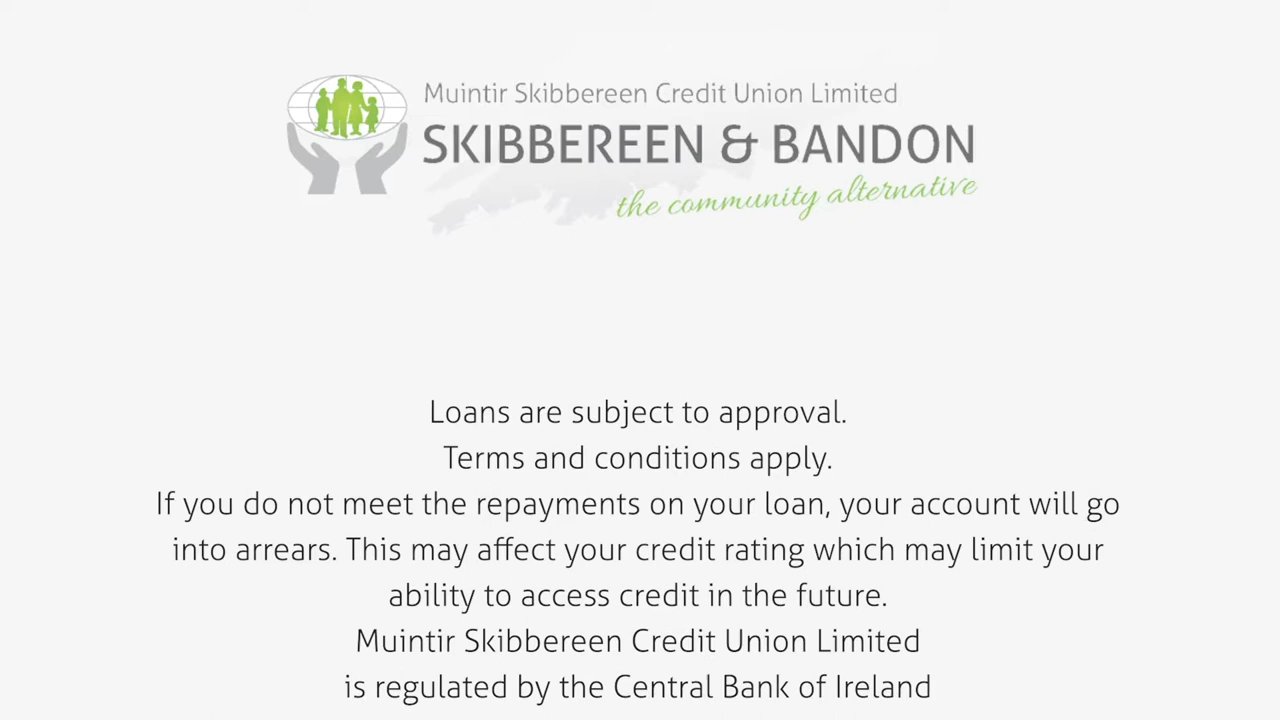 Muintir Skibbereen Credit Union Limited
SKIBBEREEN & BANDON
the community alternative
Loans are subject to approval.
Terms and conditions apply.
If you do not meet the repayments on your loan, your account will go
into arrears. This may affect your credit rating which may limit your
ability to access credit in the future.
Muintir Skibbereen Credit Union Limited
is regulated by the Central Bank of Ireland